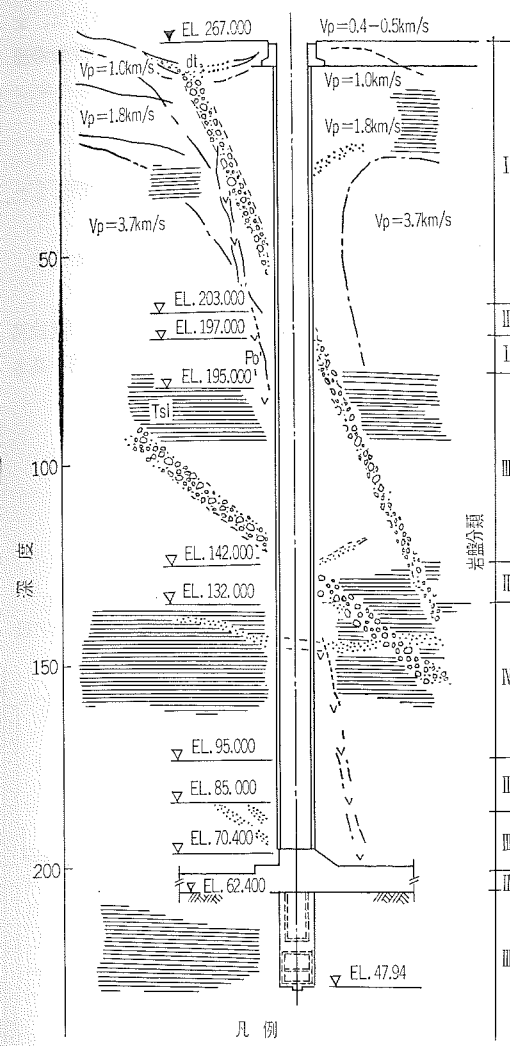 EL 267.000
Vp=0.4-0.5km/s
dt
Vp=1.0km/s
Vp=1.0km/s
Vp=1.8km/s
Vp=1.8km/s
I
Vp=3.7km/s
Vp=3.7km/s
50
EL.203.000
II
EL.197.000
I
Po
EL.195.000
Tsi
100
III
岩盤分類
深度
EL.142.000
II
EL.132.000
150
IV
EL.95.000
II
EL.85.000
EL.70.400
III
200
EL.62.400
II
III
EL.47.94
凡例